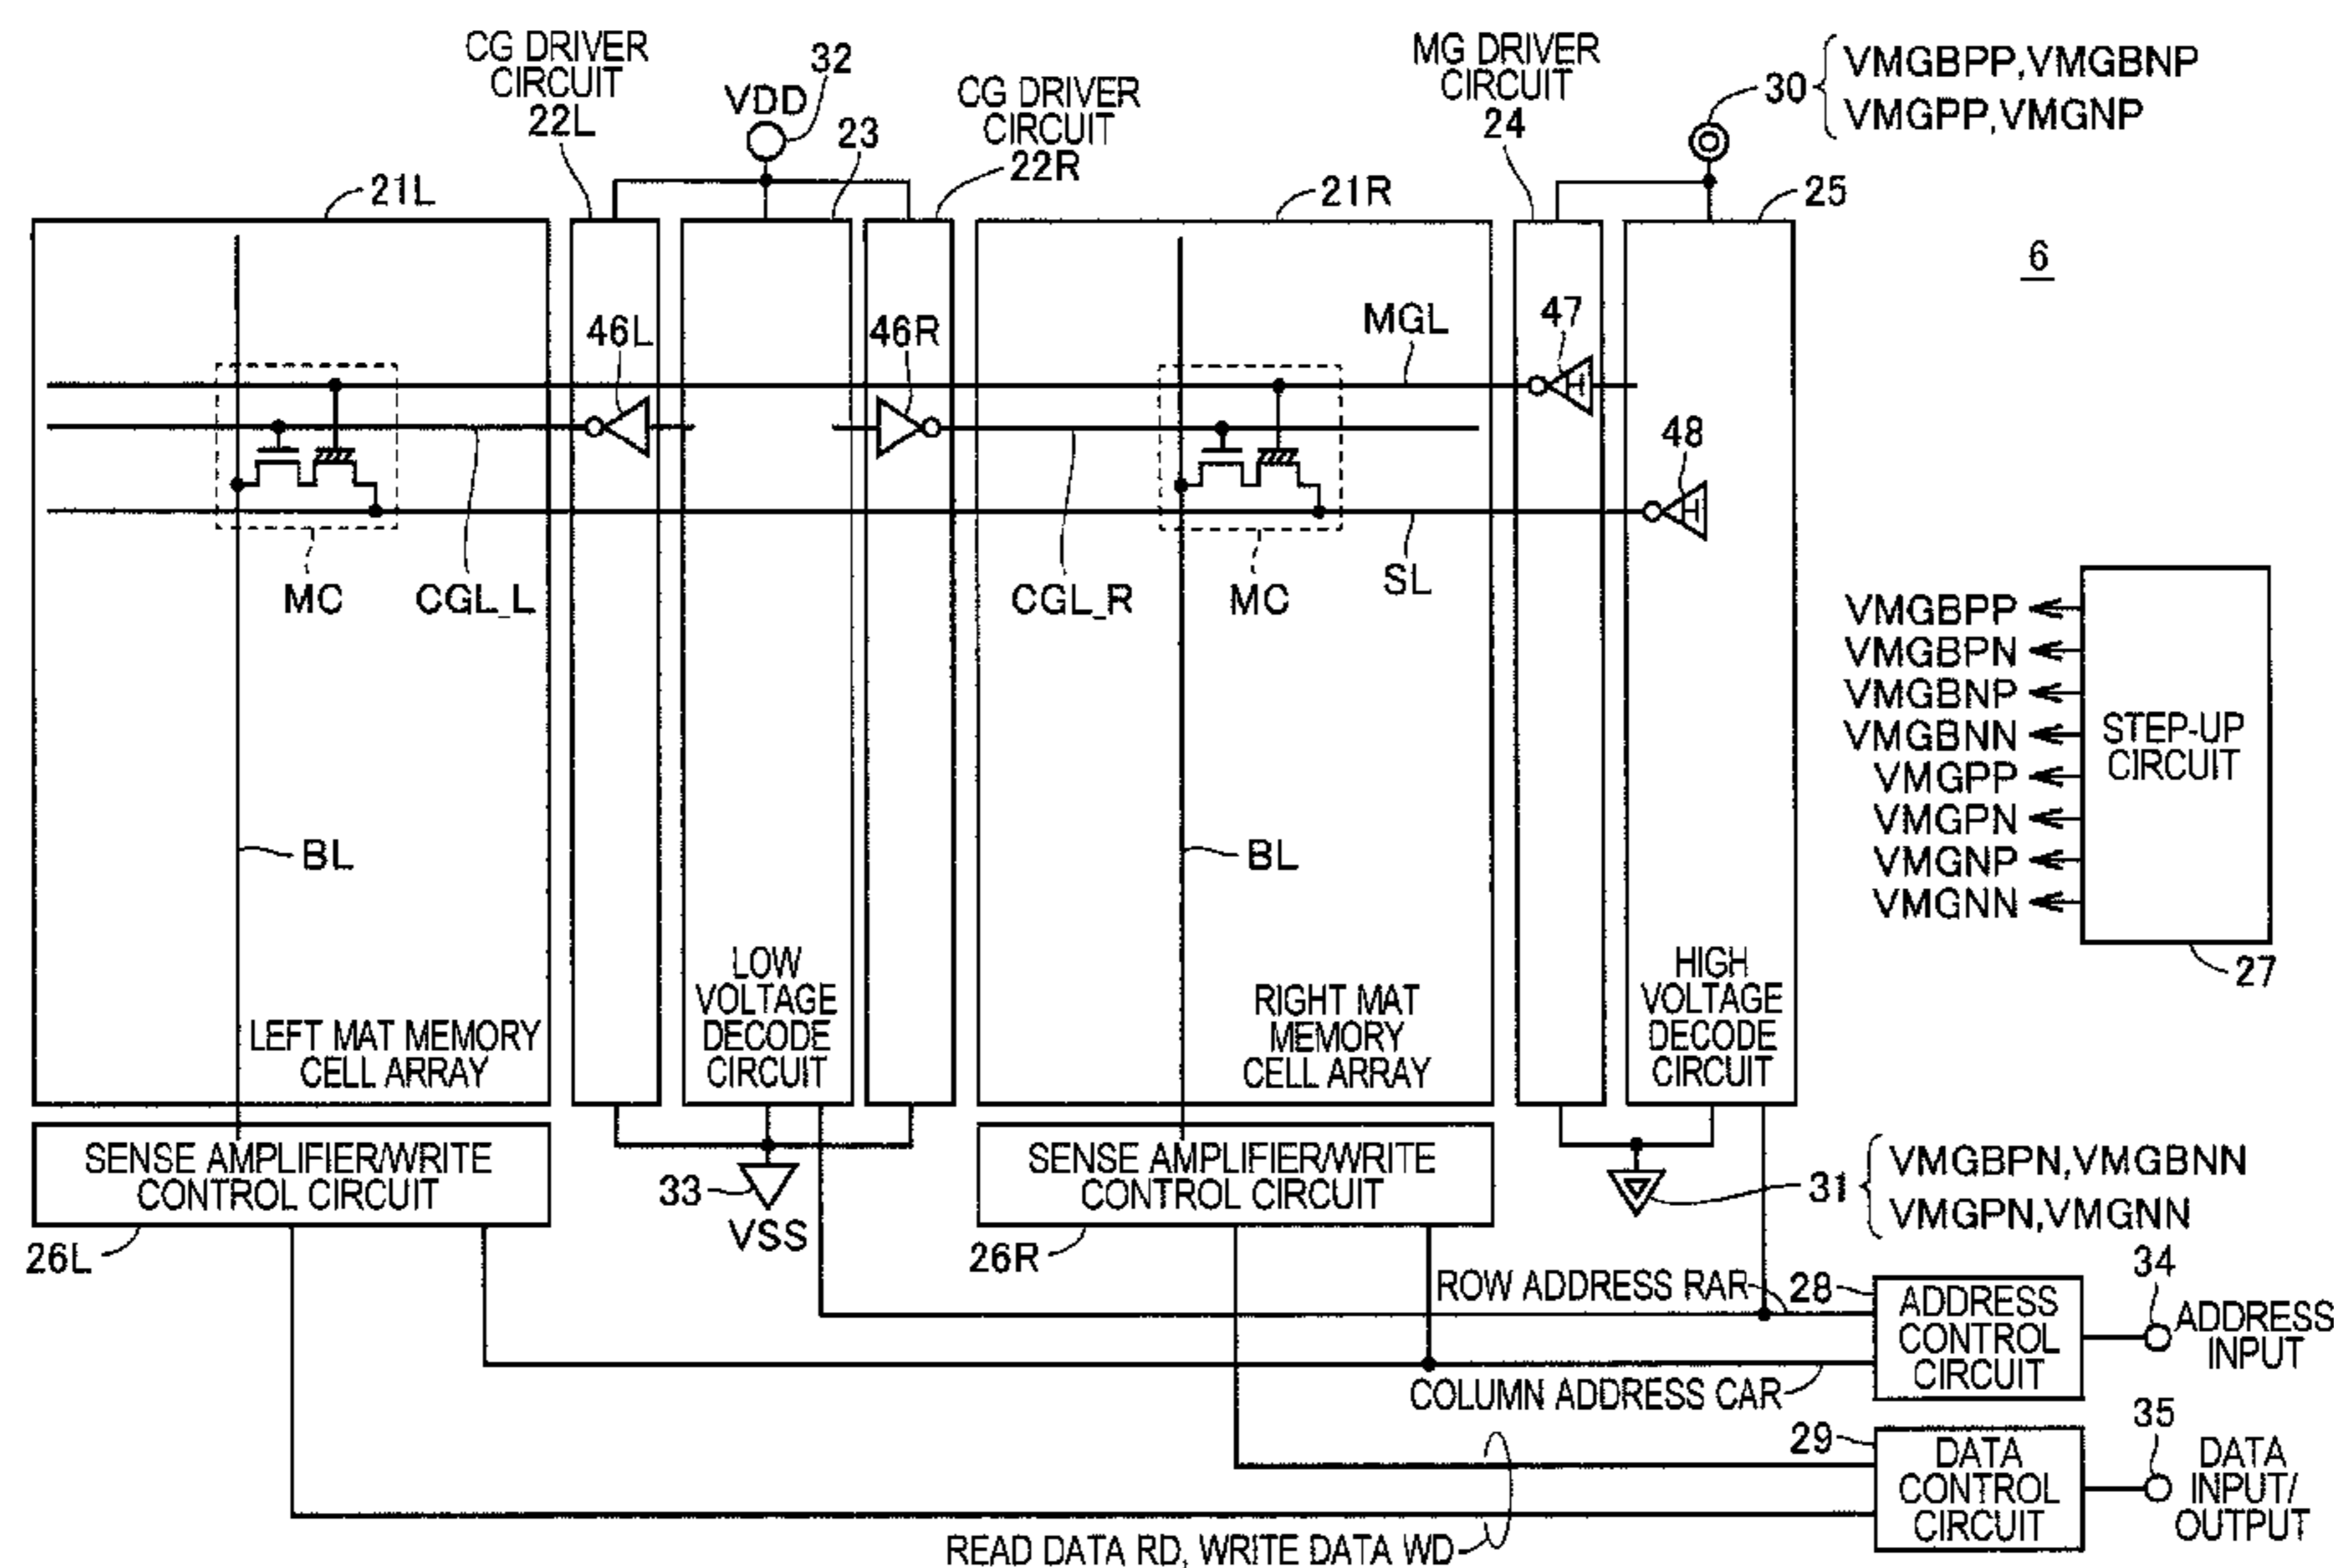 CG DRIVER
CIRCUIT
22L
32
VDD
23
CG DRIVER
CIRCUIT
22R
MG DRIVER
CIRCUIT
24
30
VMGBPP,VMGBNP
VMGPP,VMGNP
21L
21R
25
6
46L
46R
MGL
47
48
MC
CGL_L
CGL_R
MC
SL
VMGBPP
VMGBPN
VMGBNP
VMGBNN
VMGPP
VMGPN
VMGNP
VMGNN
STEP-UP
CIRCUIT
27
BL
BL
LEFT MAT MEMORY
CELL ARRAY
LOW
VOLTAGE
DECODE
CIRCUIT
RIGHT MAT
MEMORY
CELL ARRAY
HIGH
VOLTAGE
DECODE
CIRCUIT
SENSE AMPLIFIER/WRITE
CONTROL CIRCUIT
26L
33
VSS
SENSE AMPLIFIER/WRITE
CONTROL CIRCUIT
26R
31
VMGBPN,VMGBNN
VMGPN,VMGNN
ROW ADDRESS RAR
28
ADDRESS
CONTROL
CIRCUIT
34
ADDRESS
INPUT
COLUMN ADDRESS CAR
29
DATA
CONTROL
CIRCUIT
35
DATA
INPUT/
OUTPUT
READ DATA RD, WRITE DATA WD